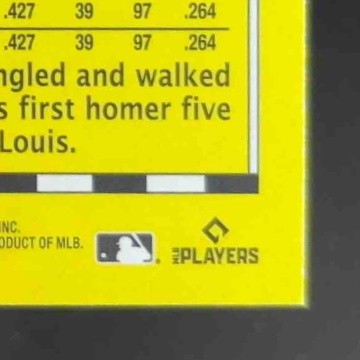 .427 39 97 .264
.427 39 97 .264
ngled and walked
s first homer five
Louis.
INC.
ODUCT OF MLB.
MLB PLAYERS